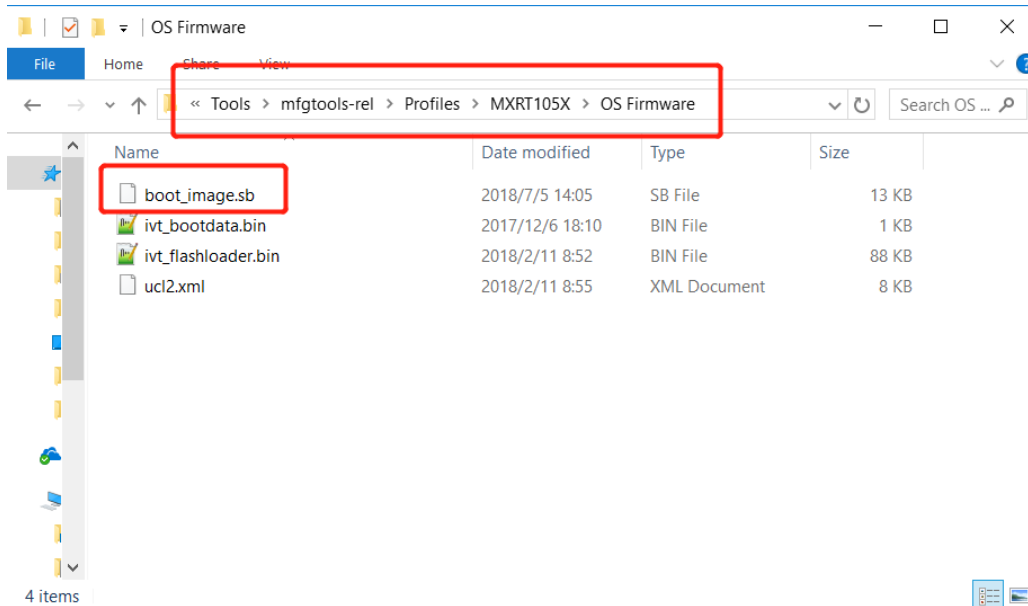 OS Firmware
File Home Share View
« Tools > mfgtools-rel > Profiles > MXRT105X > OS Firmware Search OS ...
Name Date modified Type Size
boot_image.sb 2018/7/5 14:05 SB File 13 KB
ivt_bootdata.bin 2017/12/6 18:10 BIN File 1 KB
ivt_flashloader.bin 2018/2/11 8:52 BIN File 88 KB
ucl2.xml 2018/2/11 8:55 XML Document 8 KB
4 items